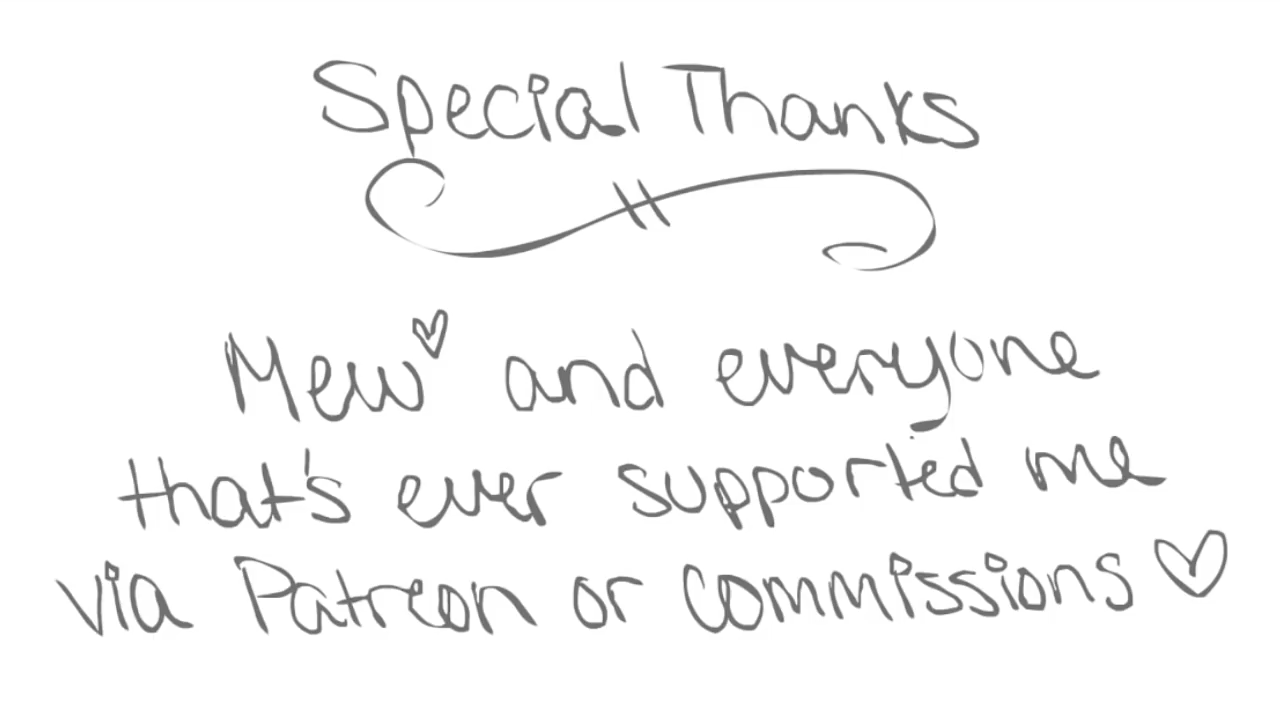 Special Thanks
Mew♡ and everyone
that's ever supported me
via Patreon or commissions ♡